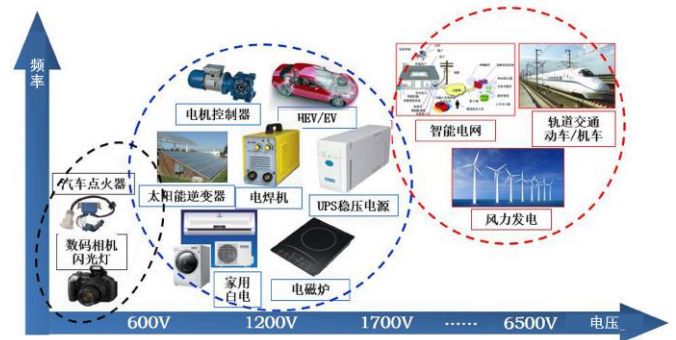 频
率
电机控制器
HEV/EV
智能电网
轨道交通
动车/机车
汽车点火器
太阳能逆变器
电焊机
UPS稳压电源
风力发电
数码相机
闪光灯
家用
白电
电磁炉
600V
1200V
1700V
······
6500V
电压